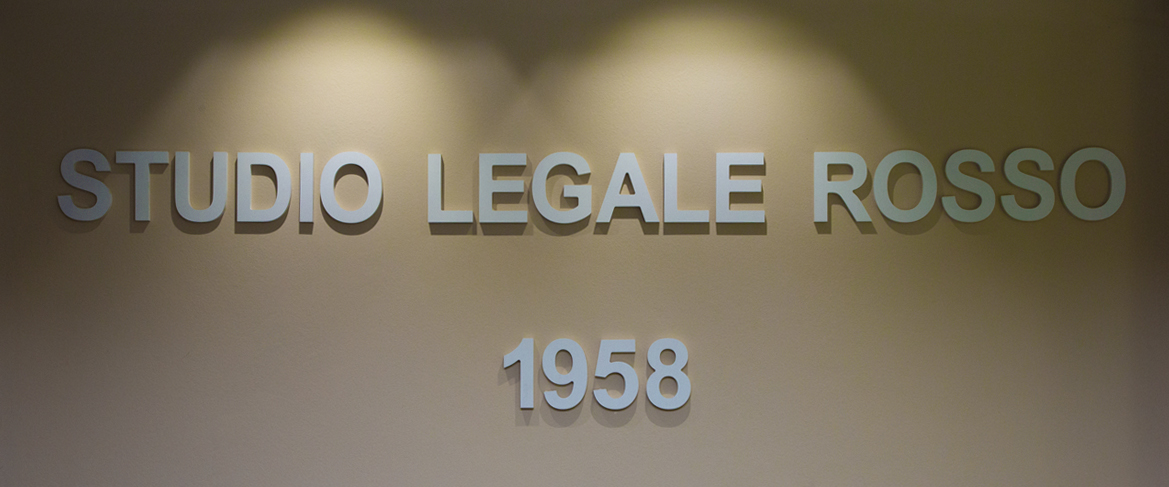 STUDIO LEGALE ROSSO
1958